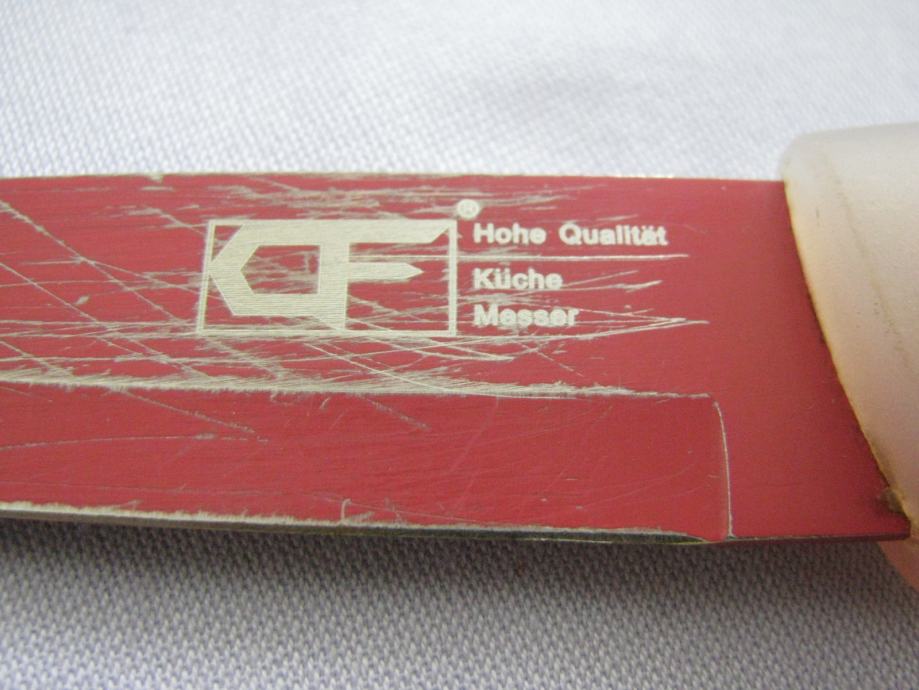 ®
Hohe Qualität
Küche
Messer